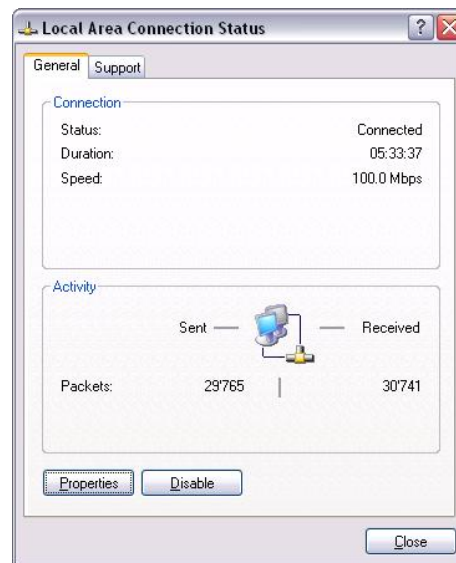 Local Area Connection Status
General Support
Connection
Status: Connected
Duration: 05:33:37
Speed: 100.0 Mbps
Activity
Sent — — Received
Packets: 29'765 | 30'741
Properties Disable
Close